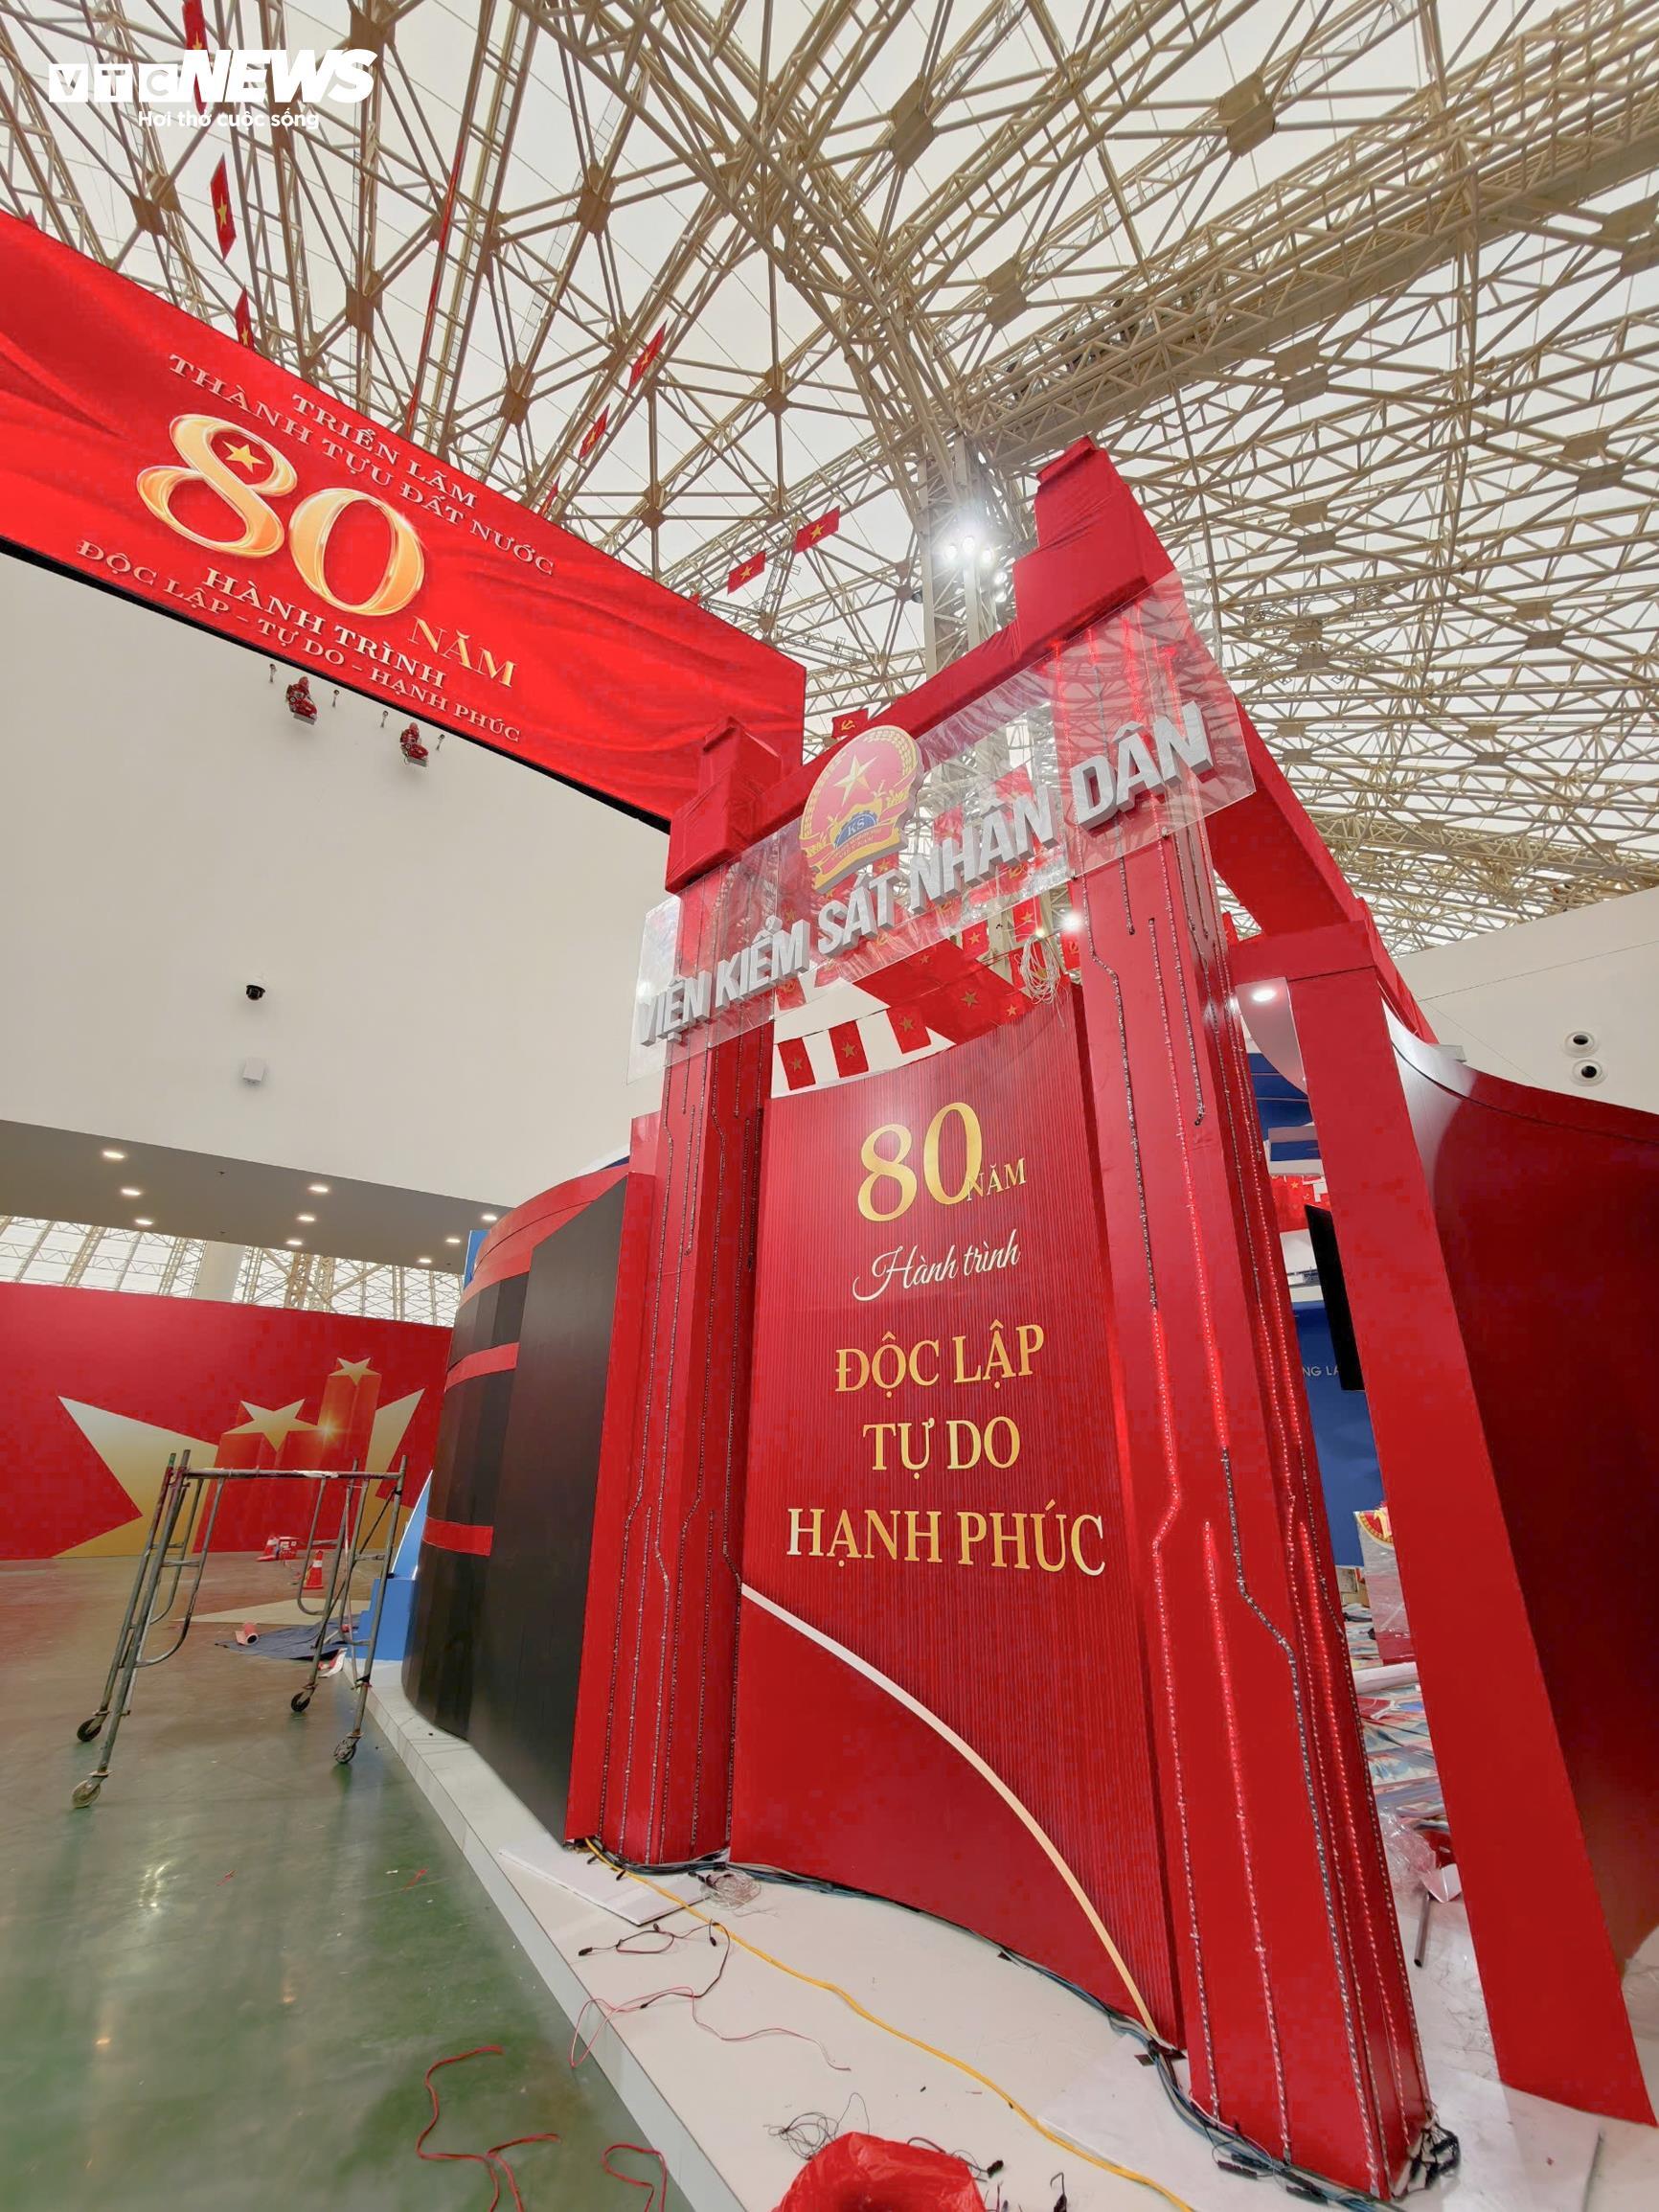 VTC NEWS
Hơi thở cuộc sống
TRIỂN LÃM
THÀNH TỰU ĐẤT NƯỚC
80 NĂM
HÀNH TRÌNH
ĐỘC LẬP - TỰ DO - HẠNH PHÚC
KS
VIỆN KIỂM SÁT NHÂN DÂN
80 NĂM
Hành trình
ĐỘC LẬP
TỰ DO
HẠNH PHÚC